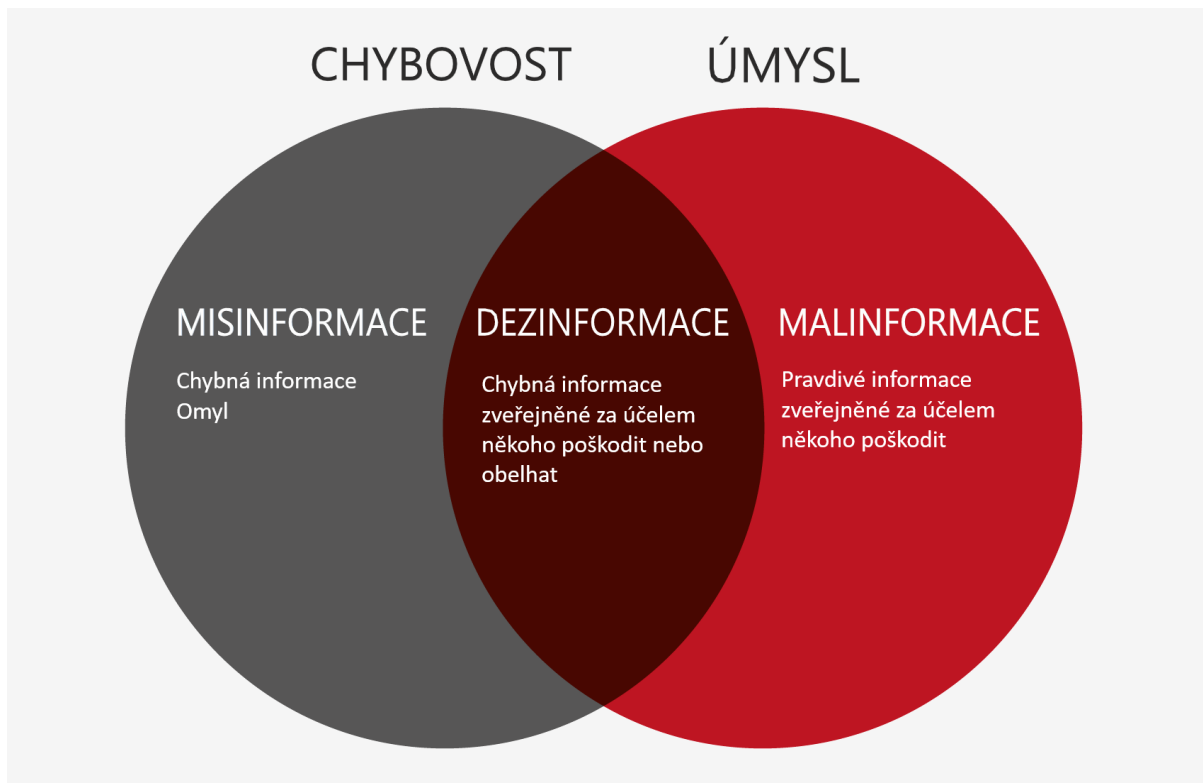 CHYBOVOST
ÚMYSL
MISINFORMACE
Chybná informace
Omyl
DEZINFORMACE
Chybná informace
zveřejněné za účelem
někoho poškodit nebo
obelhat
MALINFORMACE
Pravdivé informace
zveřejněné za účelem
někoho poškodit